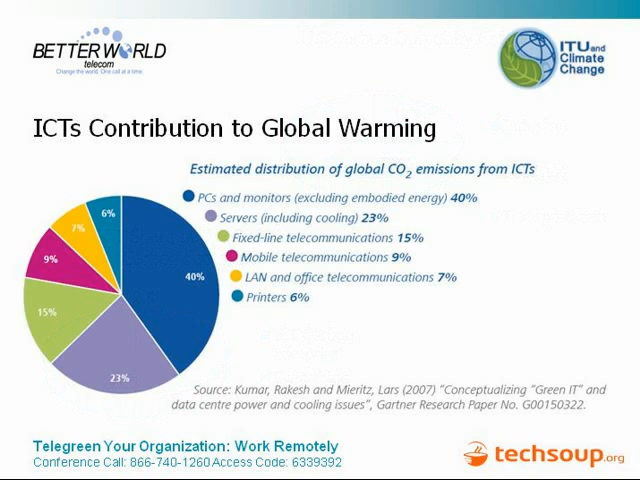 BETTER WORLD
telecom
Change the world. One call at a time.
ITU and
Climate
Change
ICTs Contribution to Global Warming
Estimated distribution of global CO2 emissions from ICTs
PCs and monitors (excluding embodied energy) 40%
Servers (including cooling) 23%
Fixed-line telecommunications 15%
Mobile telecommunications 9%
LAN and office telecommunications 7%
Printers 6%
6%
7%
9%
40%
15%
23%
Source: Kumar, Rakesh and Mieritz, Lars (2007) “Conceptualizing “Green IT” and
data centre power and cooling issues”, Gartner Research Paper No. G00150322.
Telegreen Your Organization: Work Remotely
Conference Call: 866-740-1260 Access Code: 6339392
techsoup.org